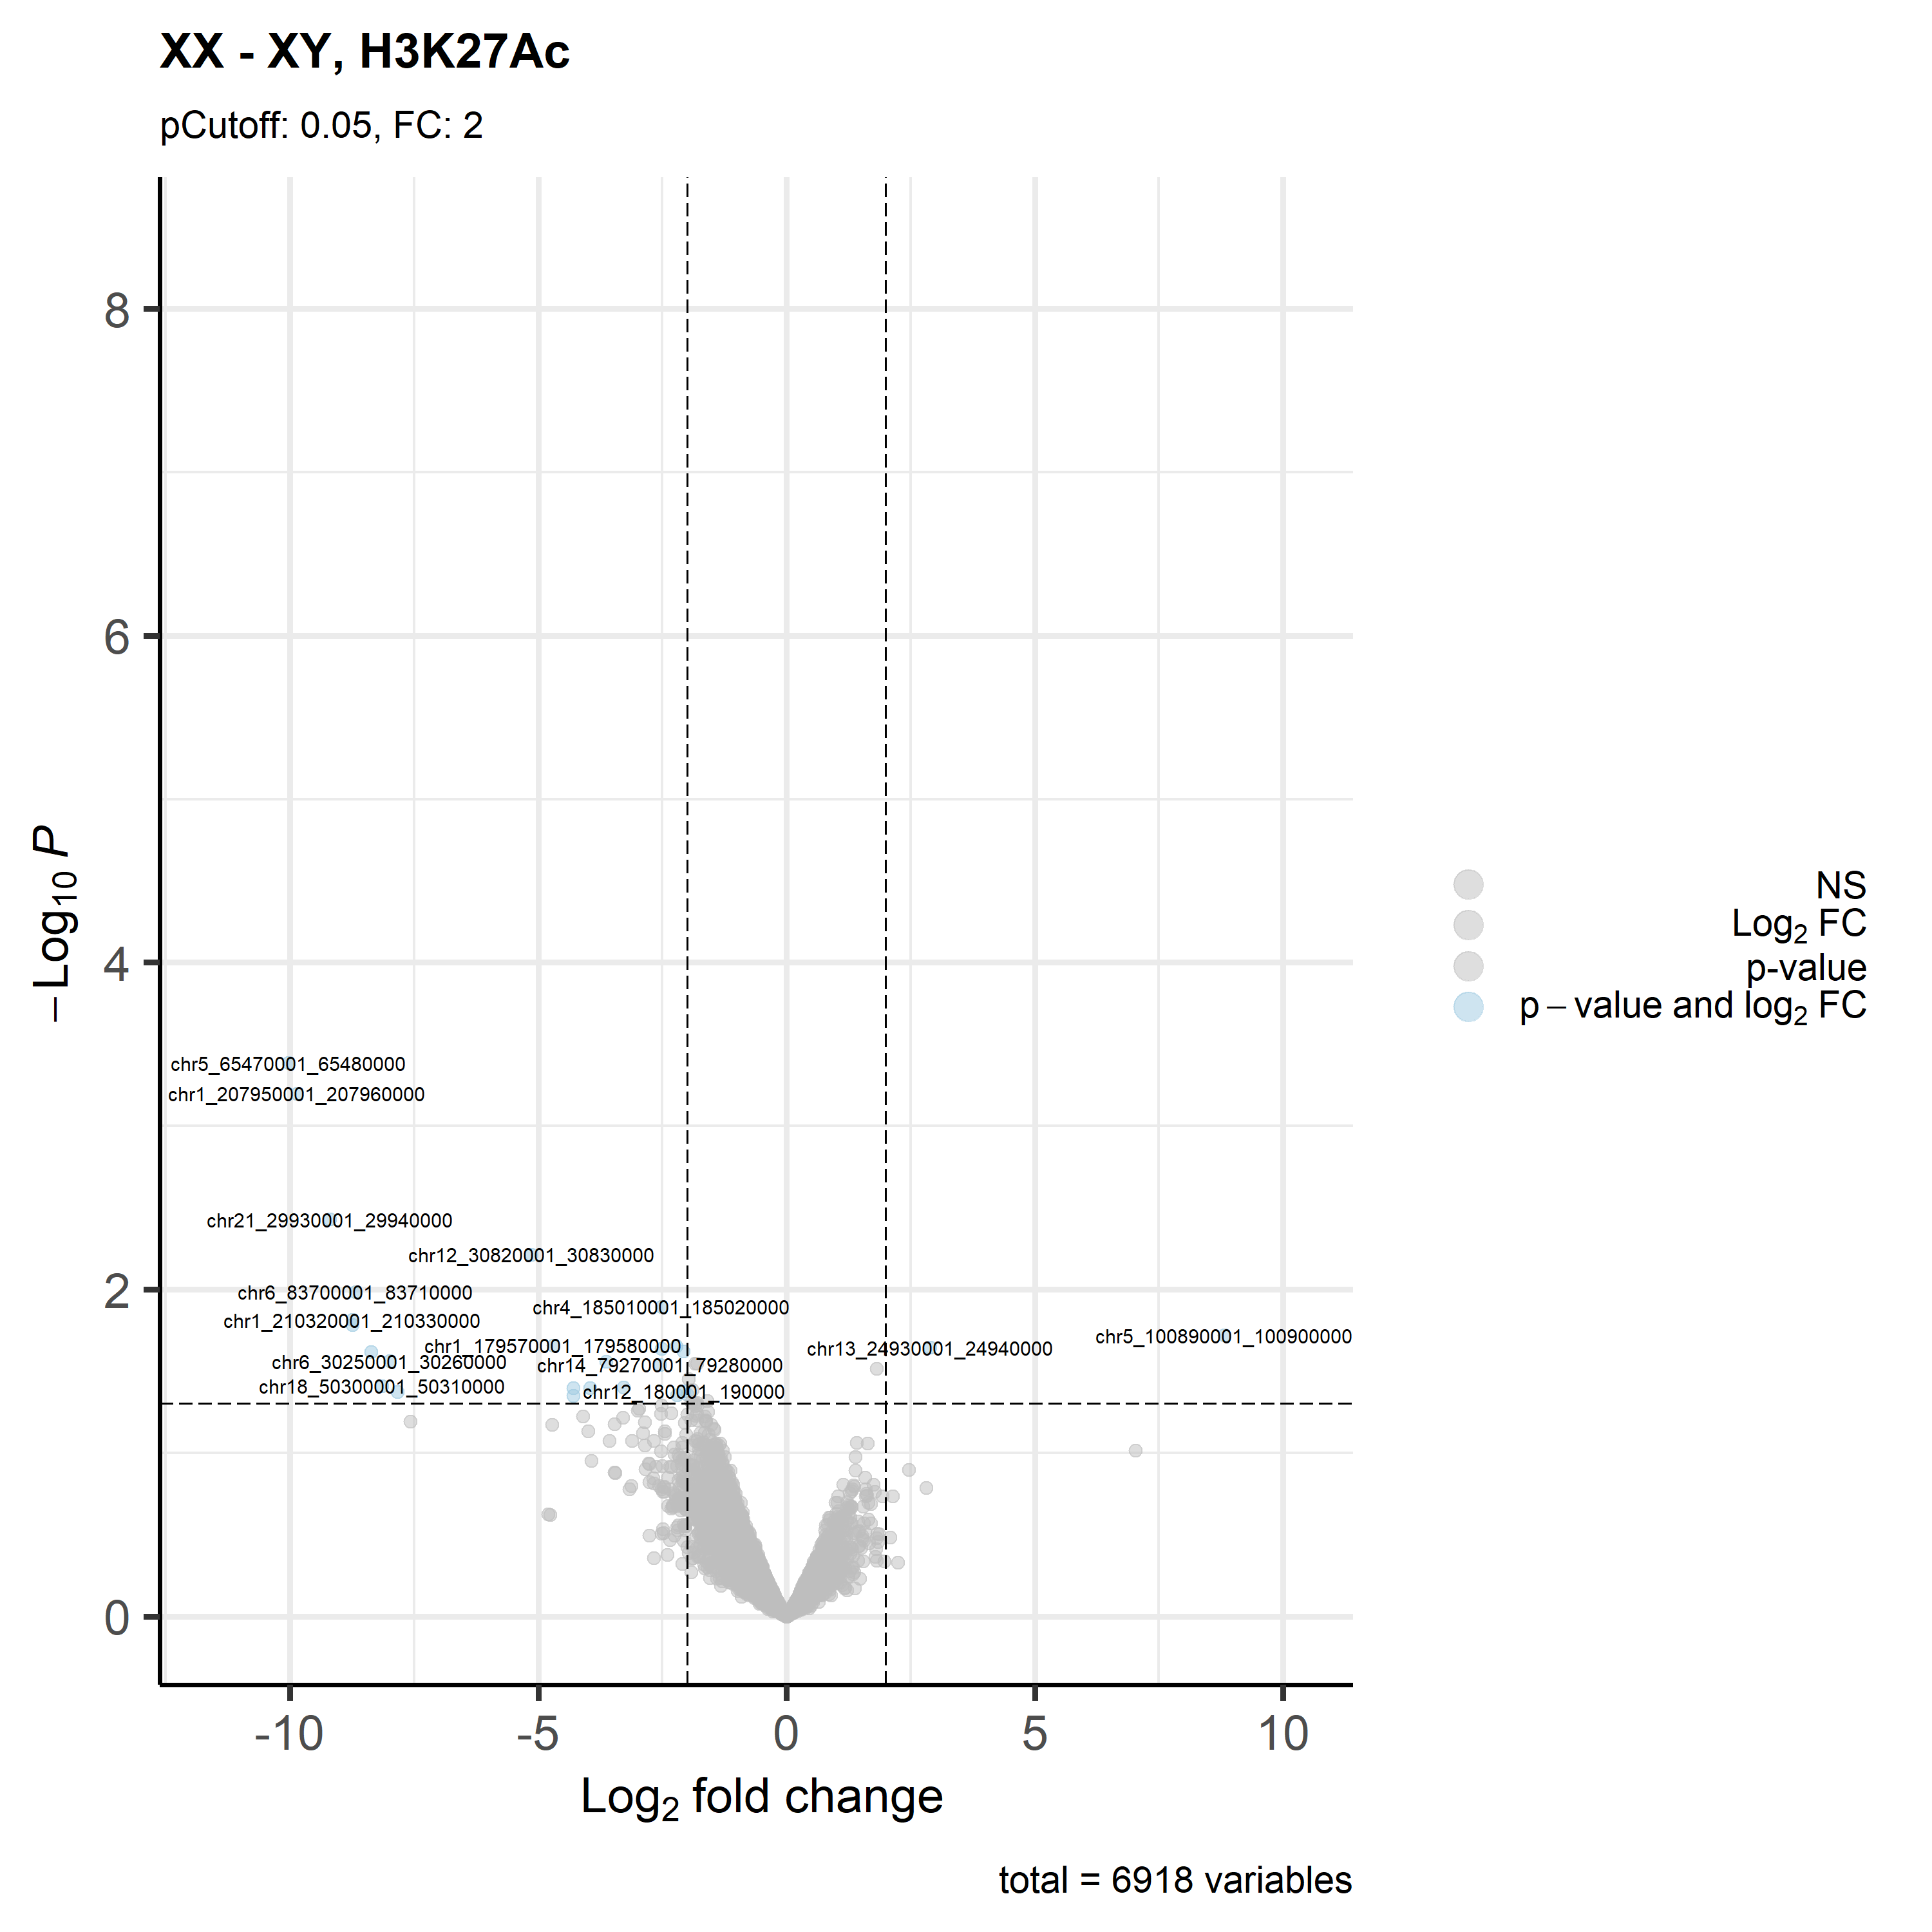 XX - XY, H3K27Ac
pCutoff: 0.05, FC: 2
8
6
4
2
0
−Log10 P
chr5_65470001_65480000
chr1_207950001_207960000
chr21_29930001_29940000
chr12_30820001_30830000
chr6_83700001_83710000
chr4_185010001_185020000
chr1_210320001_210330000
chr5_100890001_100900000
chr1_179570001_179580000
chr13_24930001_24940000
chr6_30250001_30260000
chr14_79270001_79280000
chr18_50300001_50310000
chr12_180001_190000
NS
Log2 FC
p-value
p − value and log2 FC
-10 -5 0 5 10
Log2 fold change
total = 6918 variables